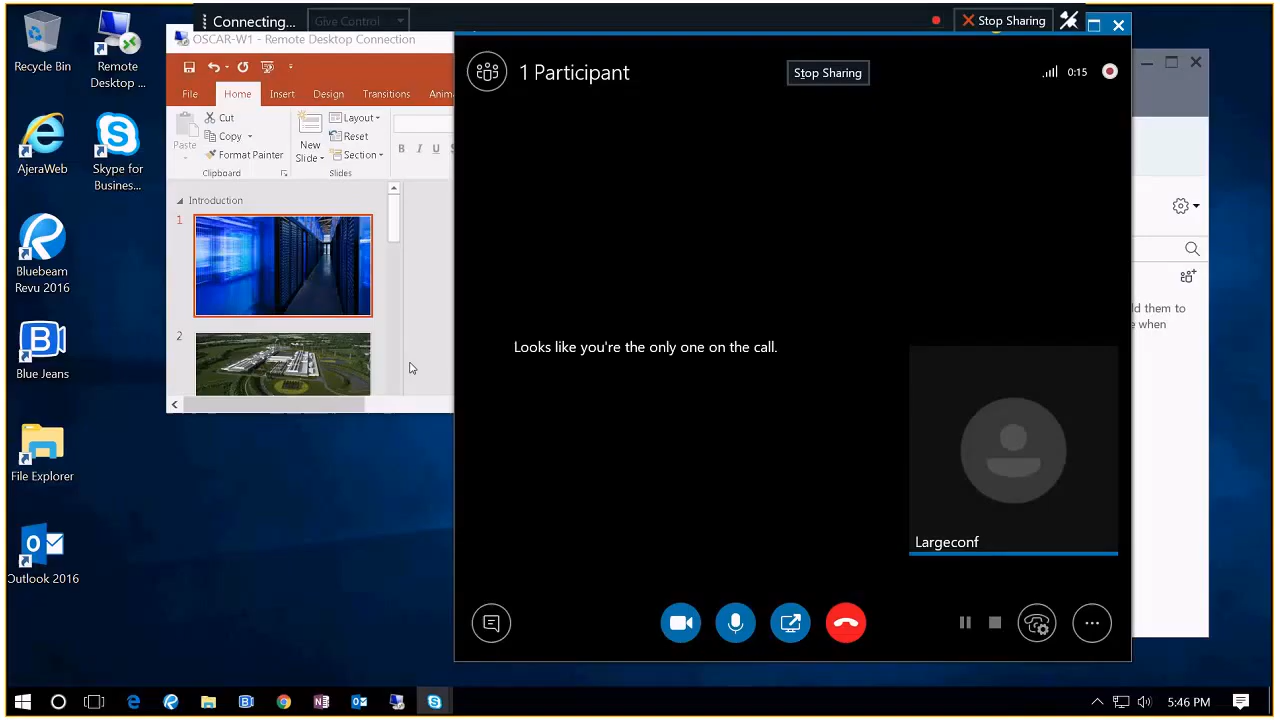 Connecting...
Give Control
Stop Sharing
OSCAR-W1 - Remote Desktop Connection
Recycle Bin
Remote
Desktop ...
AjeraWeb
Skype for
Busines...
Bluebeam
Revu 2016
Blue Jeans
File Explorer
Outlook 2016
File
Home
Insert
Design
Transitions
Anim
Paste
Cut
Copy
Format Painter
Clipboard
New
Slide
Layout
Reset
Section
Slides
B I U S
Introduction
1
2
1 Participant
Stop Sharing
0:15
Looks like you're the only one on the call.
Largeconf
ld them to
e when
5:46 PM